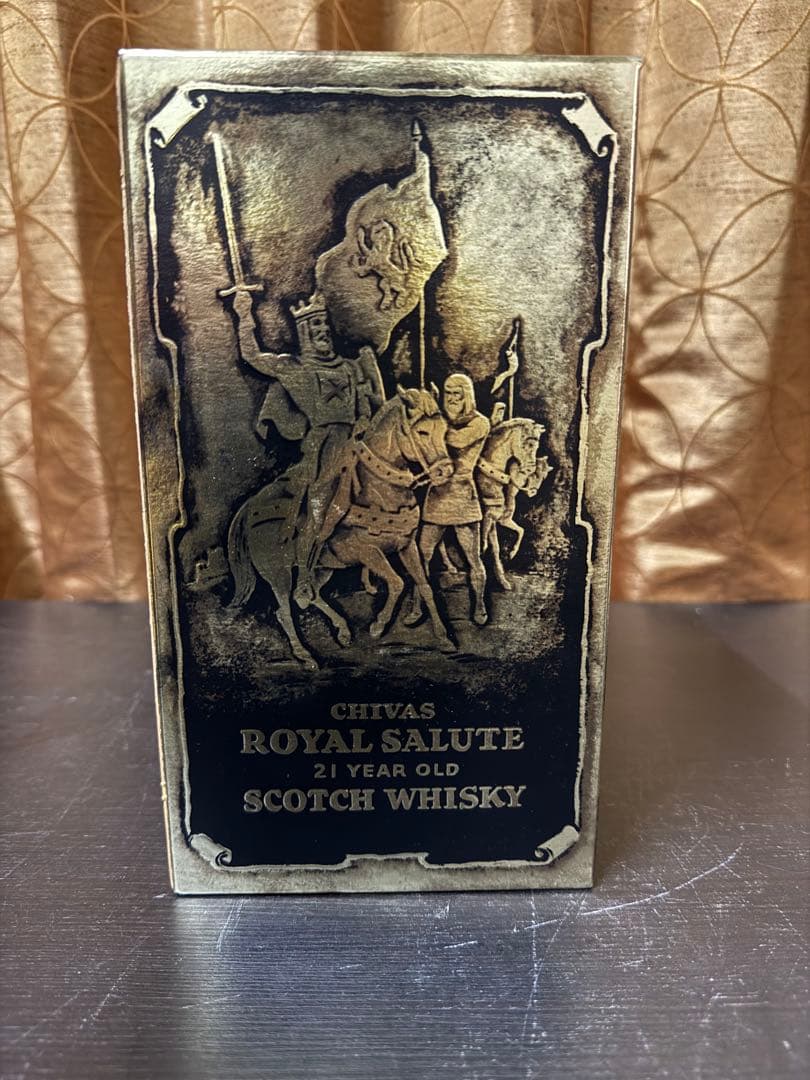 CHIVAS
ROYAL SALUTE
21 YEAR OLD
SCOTCH WHISKY